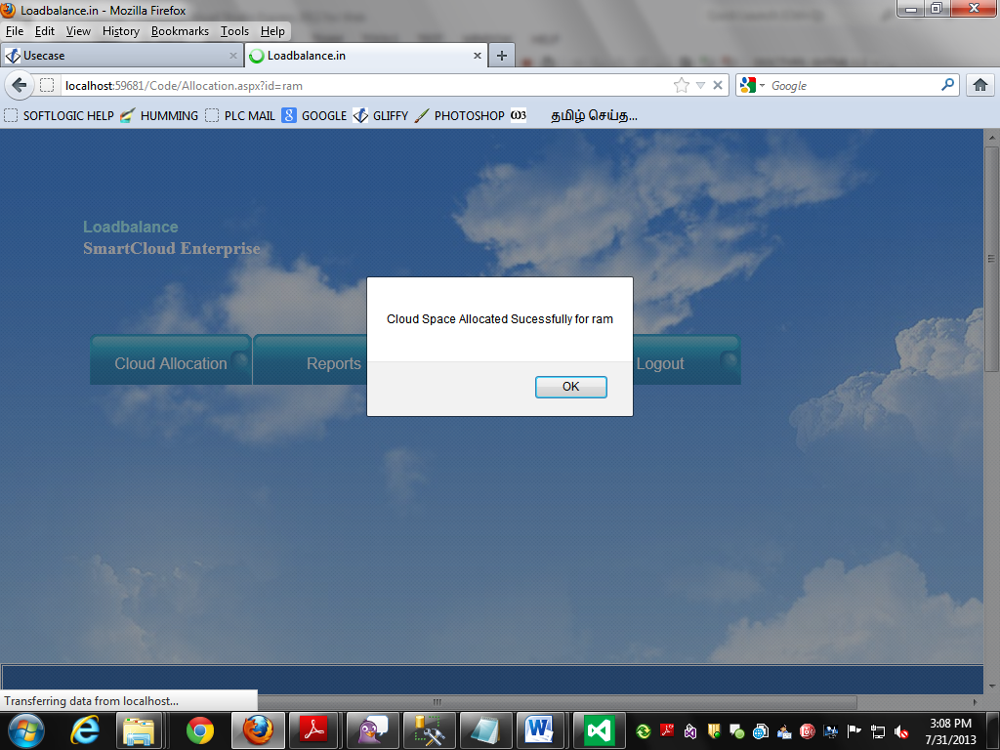 Loadbalance.in - Mozilla Firefox
File Edit View History Bookmarks Tools Help
Usecase
Loadbalance.in
localhost:59681/Code/Allocation.aspx?id=ram
Google
SOFTLOGIC HELP HUMMING PLC MAIL GOOGLE GLIFFY PHOTOSHOP தமிழ் செய்த...
Loadbalance
SmartCloud Enterprise
Cloud Space Allocated Sucessfully for ram
Cloud Allocation Reports Logout
OK
Transferring data from localhost...
3:08 PM
7/31/2013